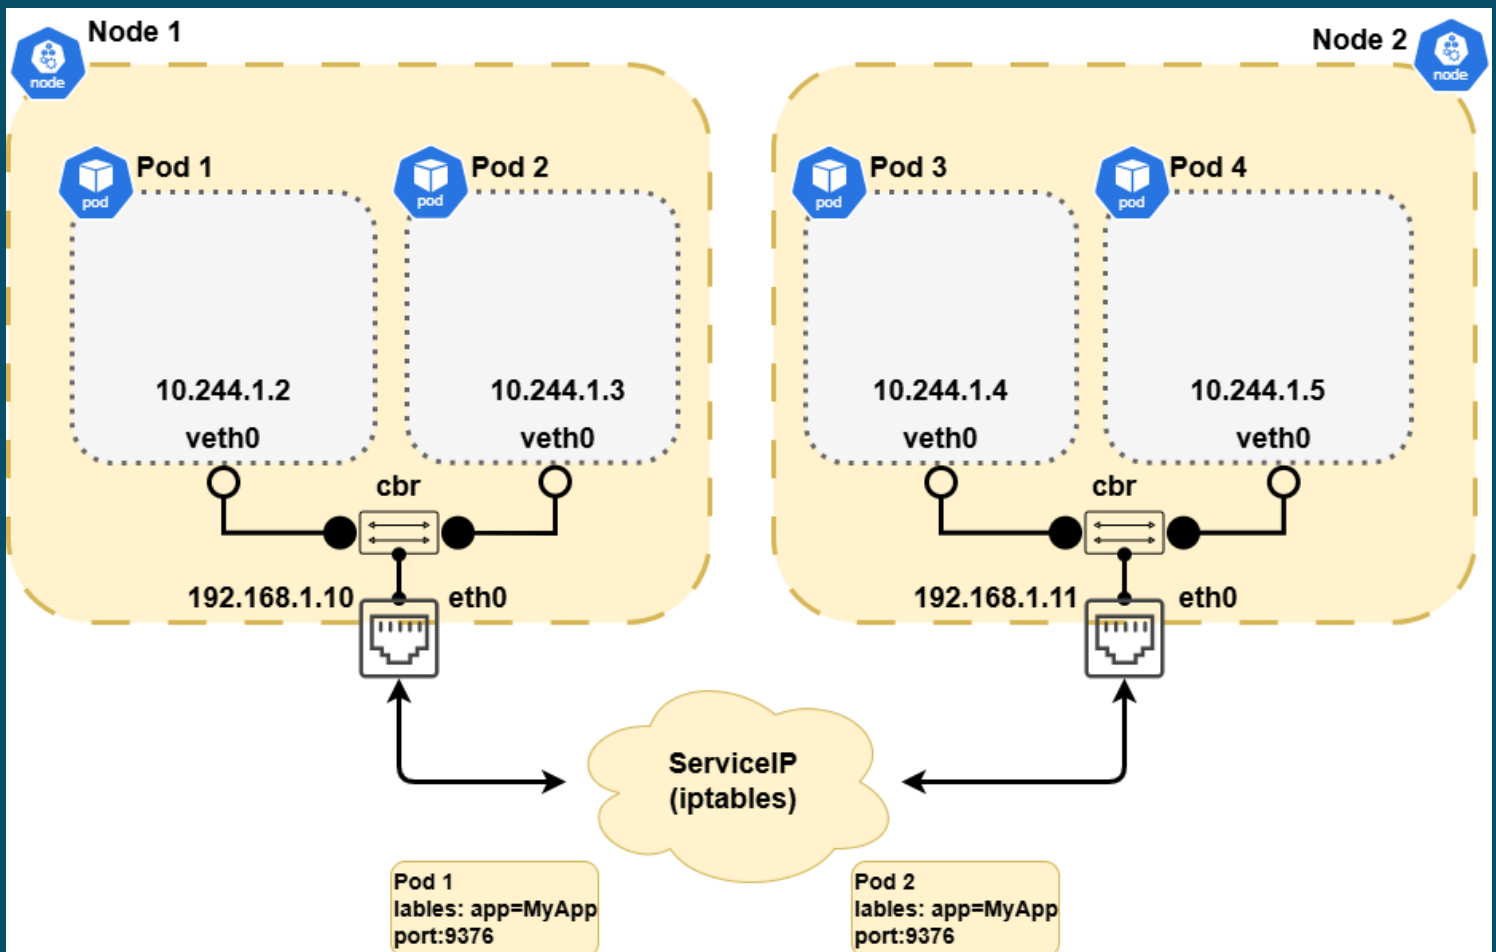 Node 1
Node 2
node
node
Pod 1
Pod 2
Pod 3
Pod 4
pod
pod
pod
pod
10.244.1.2
10.244.1.3
10.244.1.4
10.244.1.5
veth0
veth0
veth0
veth0
cbr
cbr
192.168.1.10
eth0
192.168.1.11
eth0
ServiceIP
(iptables)
Pod 1
lables: app=MyApp
port:9376
Pod 2
lables: app=MyApp
port:9376